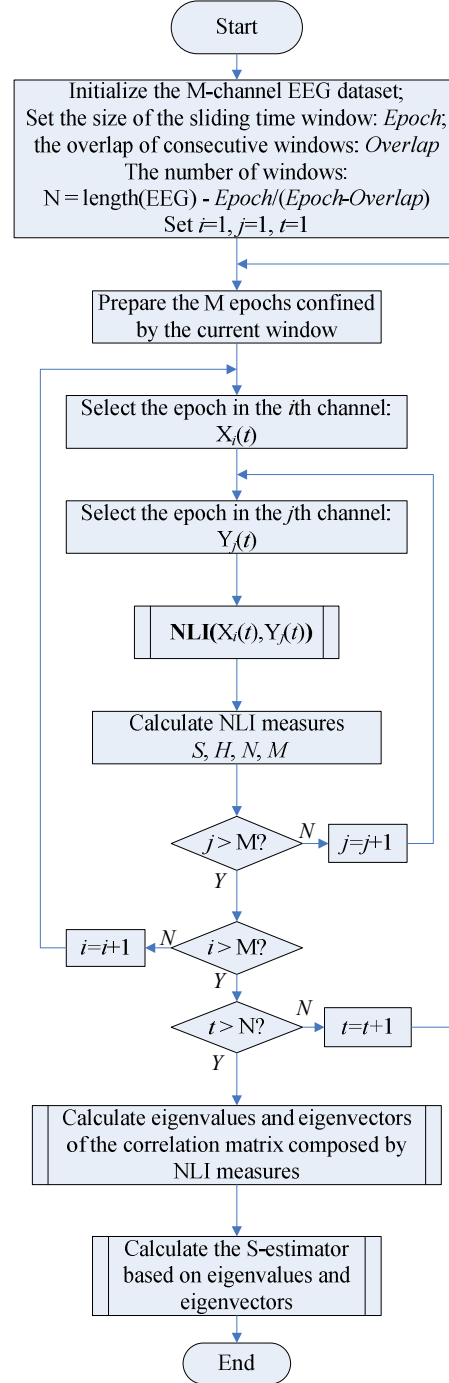 Start
Initialize the M-channel EEG dataset;
Set the size of the sliding time window: Epoch;
the overlap of consecutive windows: Overlap
The number of windows:
N = length(EEG) - Epoch/(Epoch-Overlap)
Set i=1, j=1, t=1
Prepare the M epochs confined
by the current window
Select the epoch in the ith channel:
Xi(t)
Select the epoch in the jth channel:
Yj(t)
NLI(Xi(t),Yj(t))
Calculate NLI measures
S, H, N, M
j > M?
N
j=j+1
Y
i > M?
N
i=i+1
Y
t > N?
N
t=t+1
Y
Calculate eigenvalues and eigenvectors
of the correlation matrix composed by
NLI measures
Calculate the S-estimator
based on eigenvalues and
eigenvectors
End